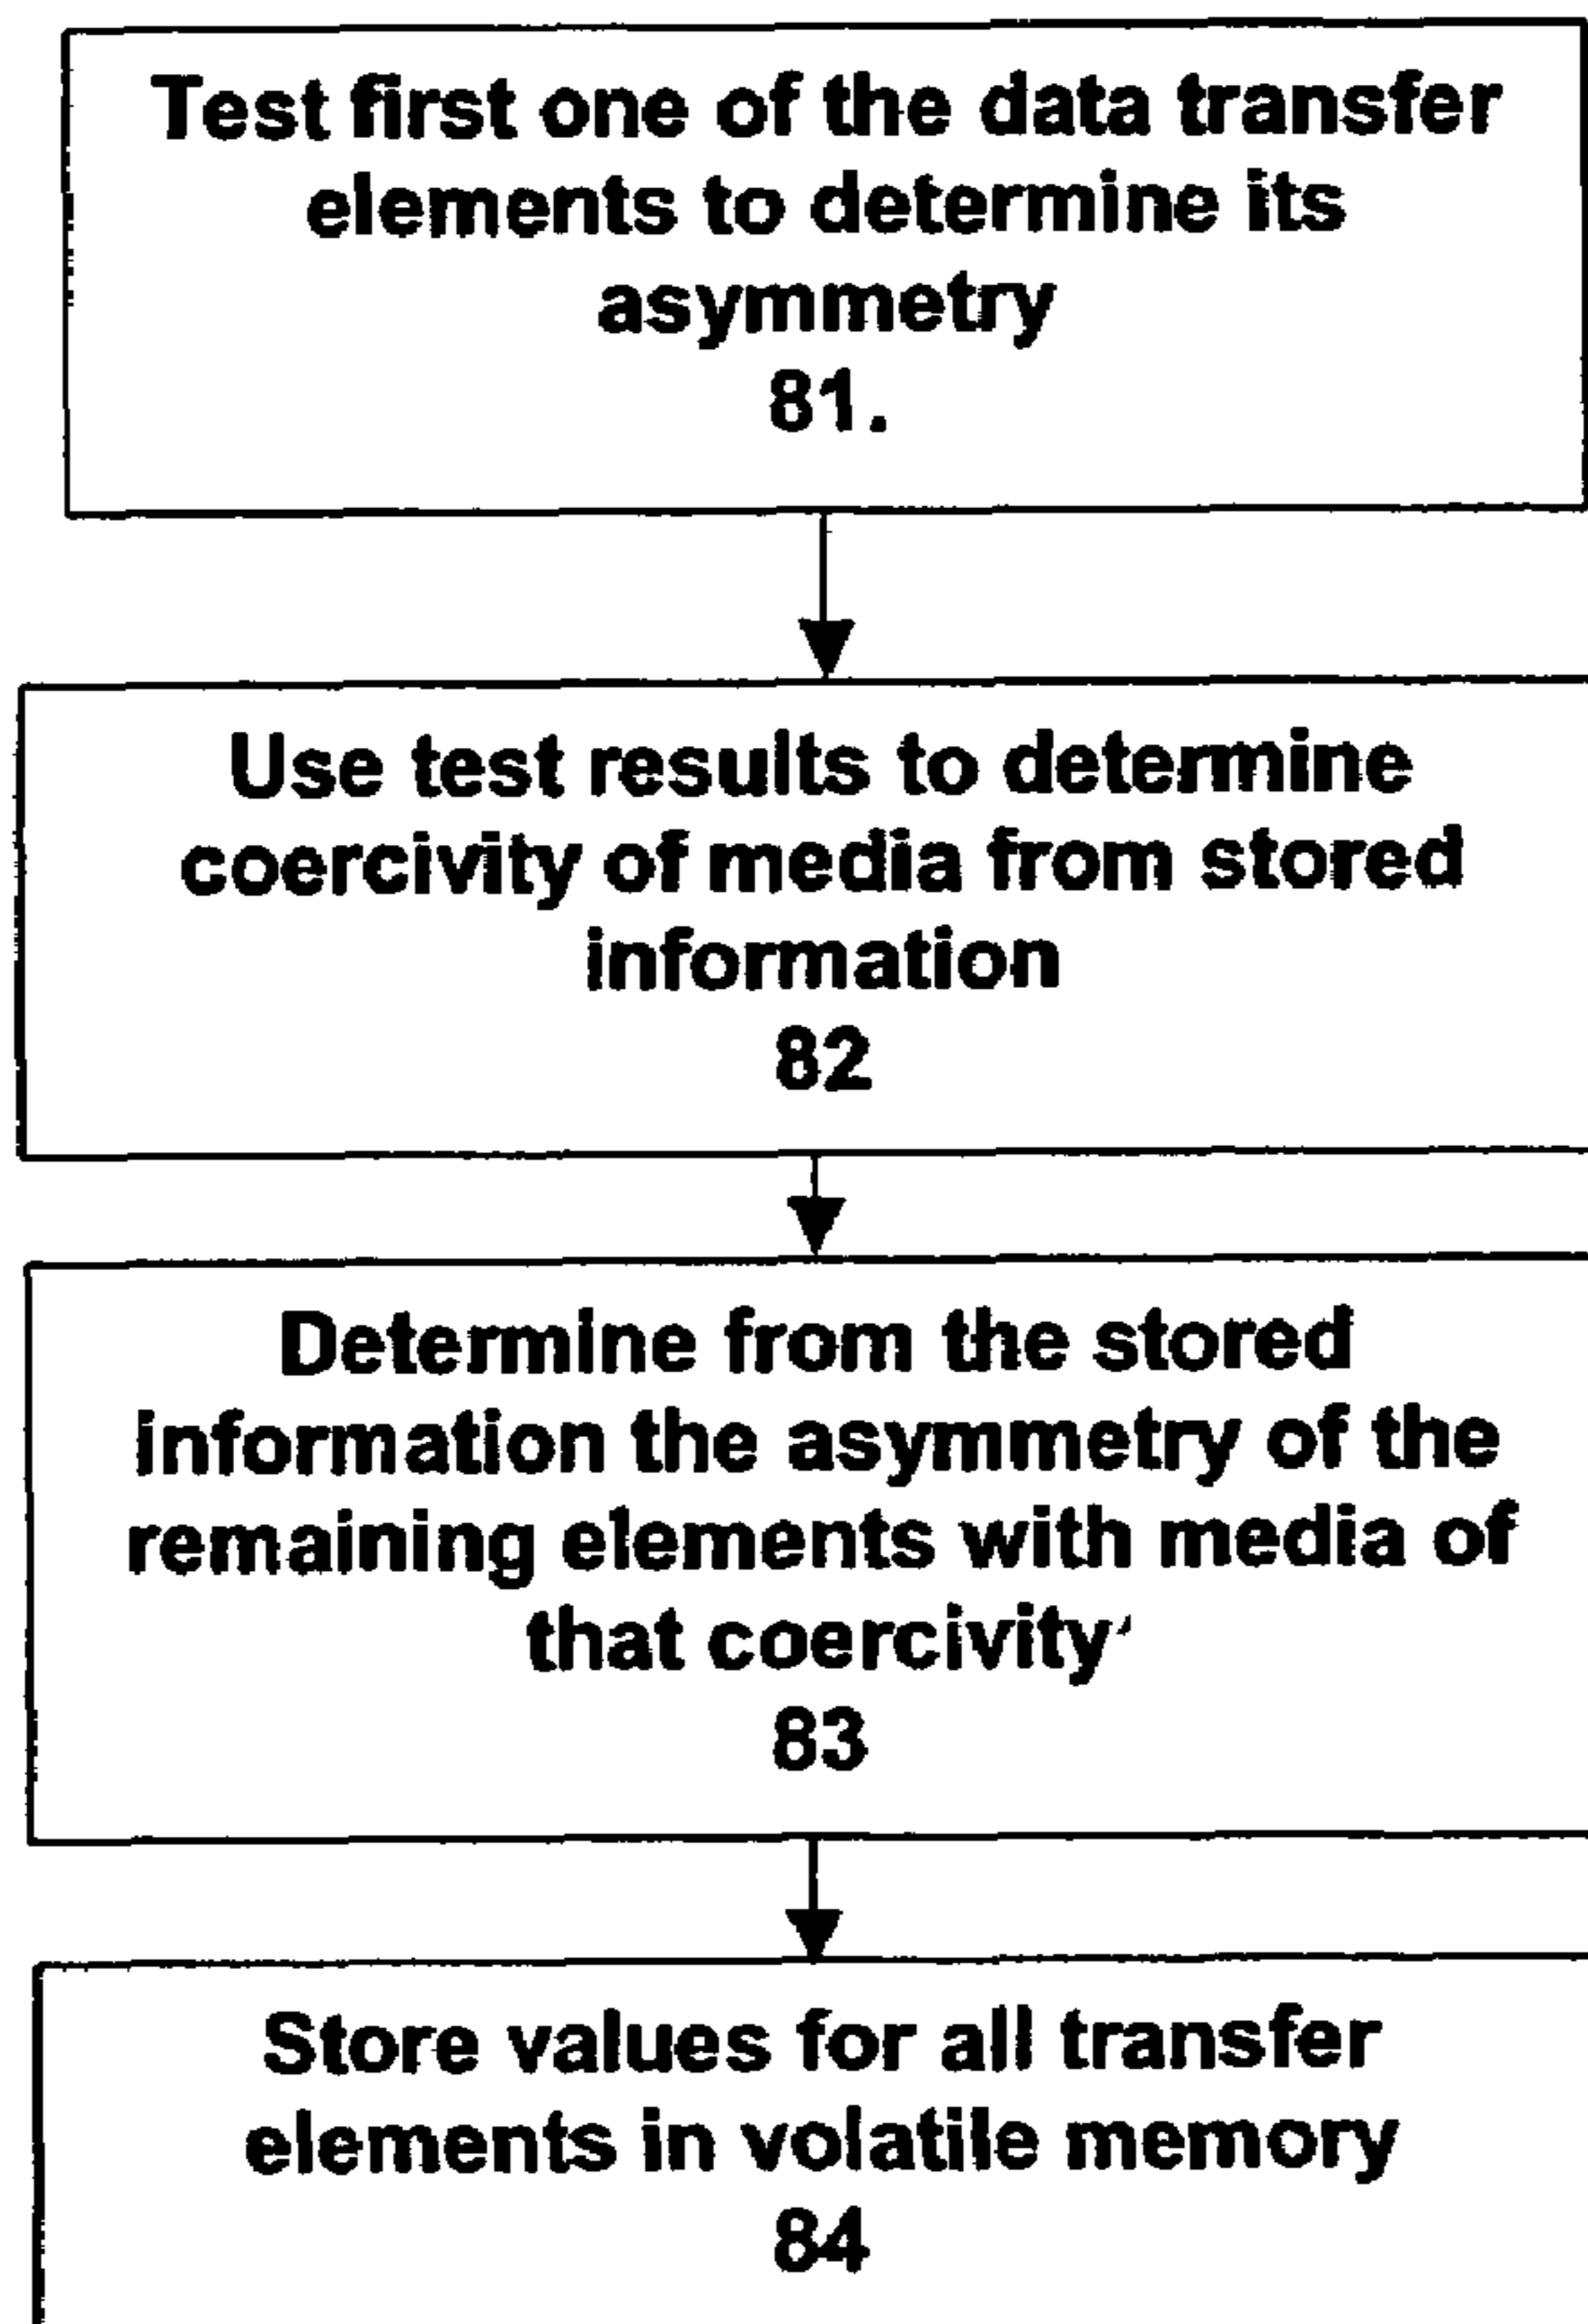 Test first one of the data transfer
elements to determine its
asymmetry
81.
Use test results to determine
coercivity of media from stored
information
82
Determine from the stored
information the asymmetry of the
remaining elements with media of
that coercivity
83
Store values for all transfer
elements in volatile memory
84